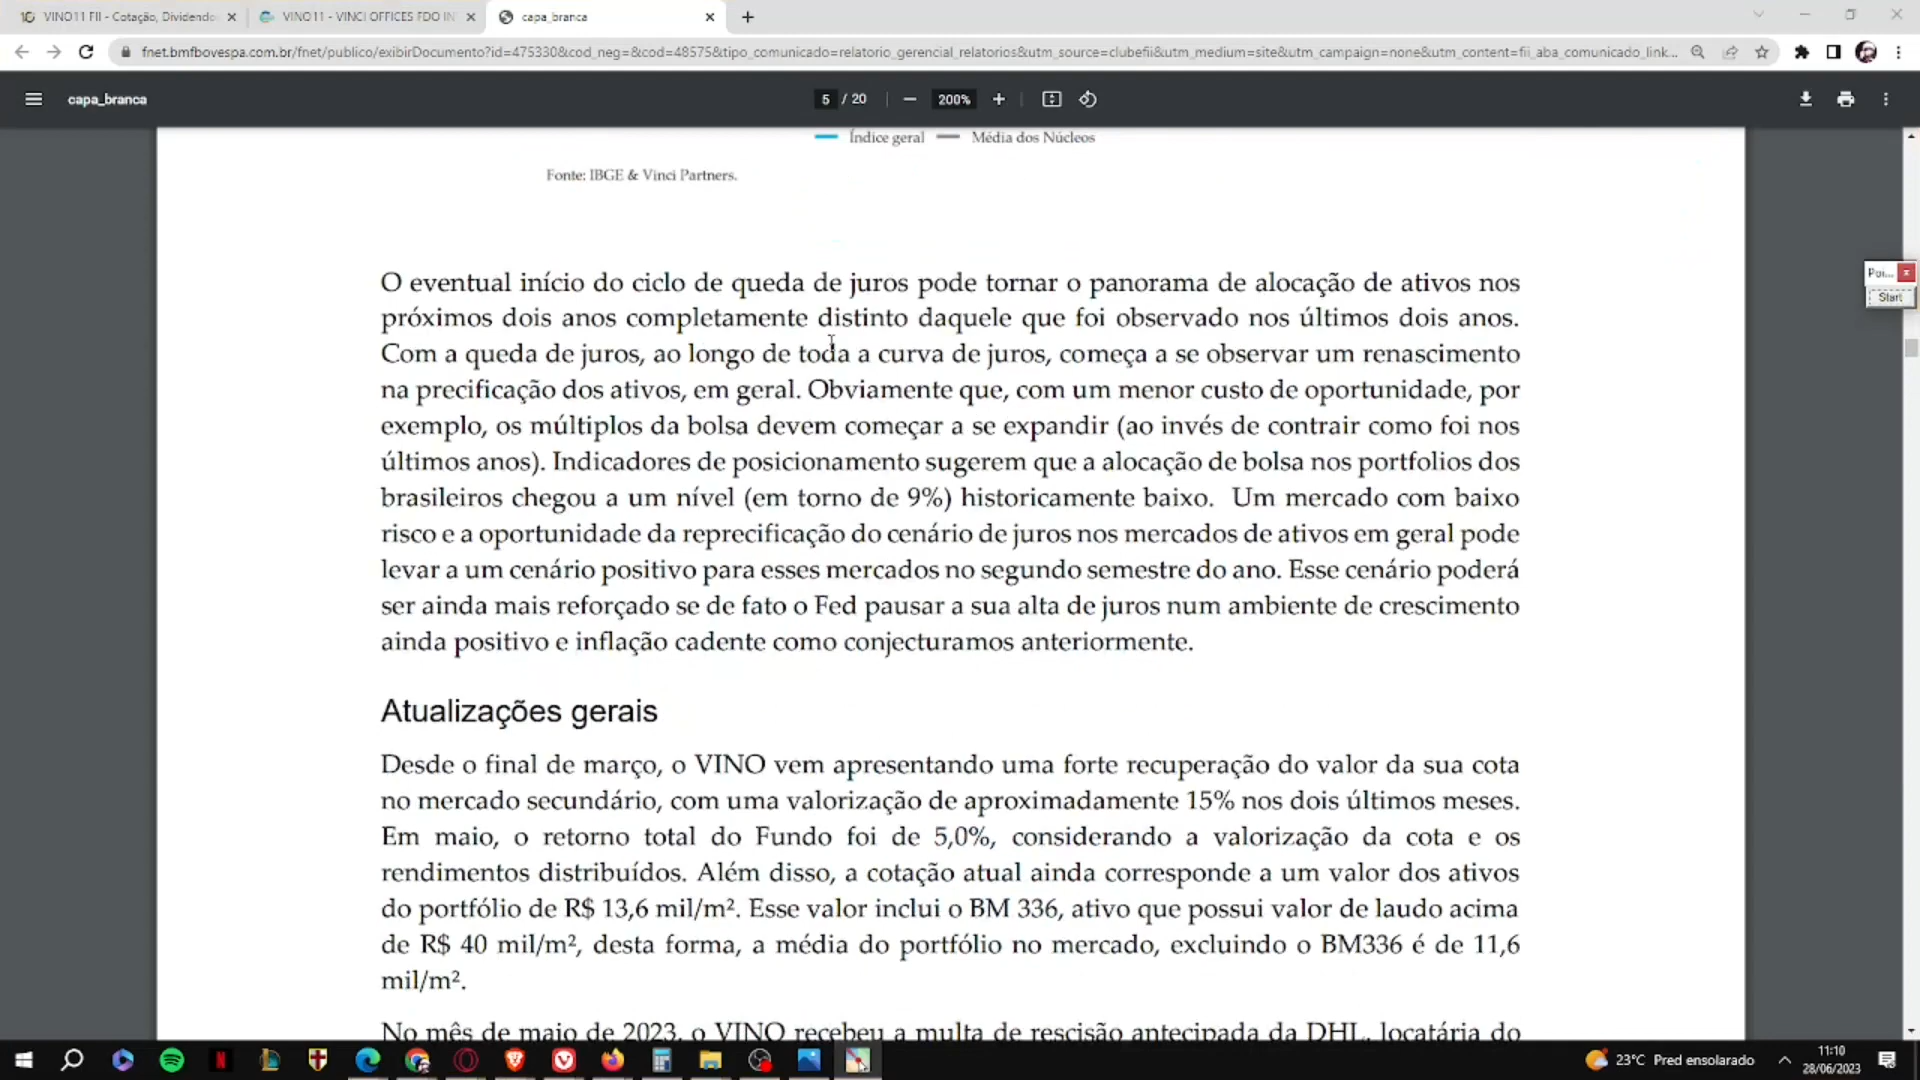 VINO11 FII - Cotação, Dividendo
VINO11 - VINCI OFFICES FDO IN
capa_branca
fnet.bmfbovespa.com.br/fnet/publico/exibirDocumento?id=475330&cod_neg=&cod=48575&tipo_comunicado=relatorio_gerencial_relatorios&utm_source=clubefii&utm_medium=site&utm_campaign=none&utm_content=fii_aba_comunicado_link...
capa_branca
5 / 20
200%
Índice geral
Média dos Núcleos
Fonte: IBGE & Vinci Partners.
Poi...
Start
O eventual início do ciclo de queda de juros pode tornar o panorama de alocação de ativos nos
próximos dois anos completamente distinto daquele que foi observado nos últimos dois anos.
Com a queda de juros, ao longo de toda a curva de juros, começa a se observar um renascimento
na precificação dos ativos, em geral. Obviamente que, com um menor custo de oportunidade, por
exemplo, os múltiplos da bolsa devem começar a se expandir (ao invés de contrair como foi nos
últimos anos). Indicadores de posicionamento sugerem que a alocação de bolsa nos portfolios dos
brasileiros chegou a um nível (em torno de 9%) historicamente baixo. Um mercado com baixo
risco e a oportunidade da reprecificação do cenário de juros nos mercados de ativos em geral pode
levar a um cenário positivo para esses mercados no segundo semestre do ano. Esse cenário poderá
ser ainda mais reforçado se de fato o Fed pausar a sua alta de juros num ambiente de crescimento
ainda positivo e inflação cadente como conjecturamos anteriormente.
Atualizações gerais
Desde o final de março, o VINO vem apresentando uma forte recuperação do valor da sua cota
no mercado secundário, com uma valorização de aproximadamente 15% nos dois últimos meses.
Em maio, o retorno total do Fundo foi de 5,0%, considerando a valorização da cota e os
rendimentos distribuídos. Além disso, a cotação atual ainda corresponde a um valor dos ativos
do portfólio de R$ 13,6 mil/m². Esse valor inclui o BM 336, ativo que possui valor de laudo acima
de R$ 40 mil/m², desta forma, a média do portfólio no mercado, excluindo o BM336 é de 11,6
mil/m².
No mês de maio de 2023, o VINO recebeu a multa de rescisão antecipada da DHL, locatária do
23°C Pred ensolarado
11:10
28/06/2023